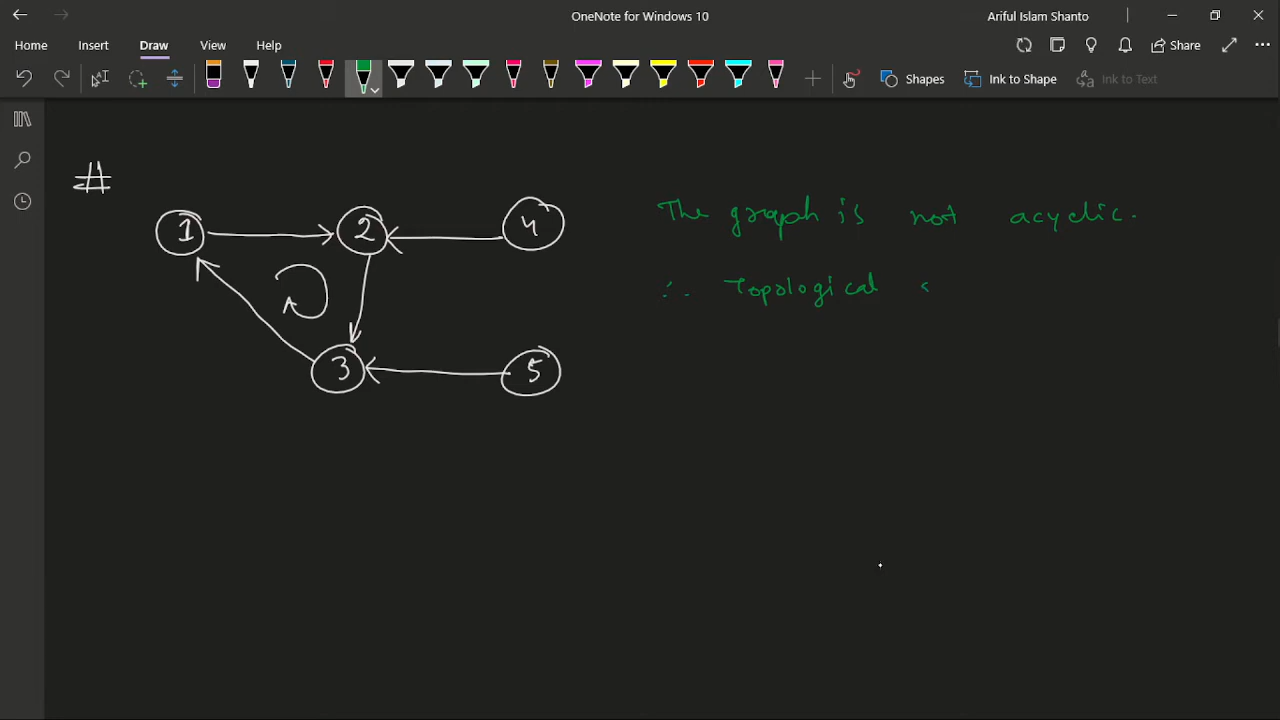 OneNote for Windows 10
Ariful Islam Shanto
Home Insert Draw View Help
Share
Shapes
Ink to Shape
Ink to Text
#
1 2 4
3 5
The graph is not acyclic.
∴ Topological s